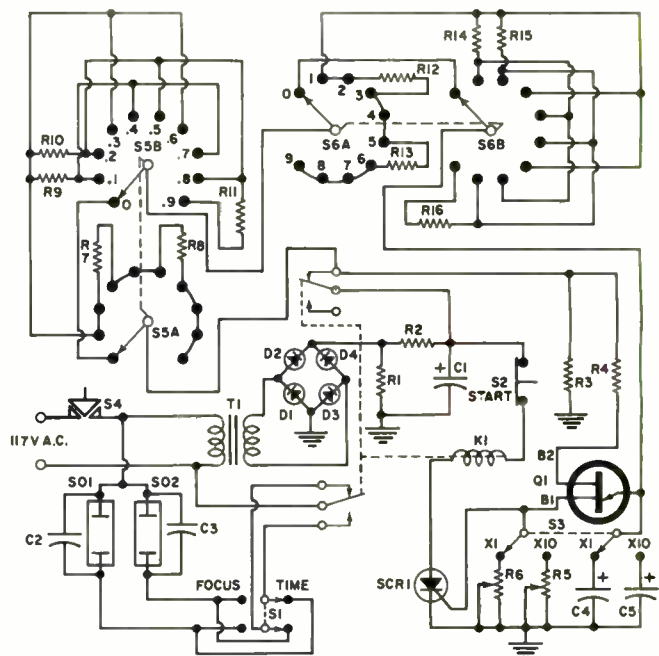 R14
R15
R12
1
2
3
0
4
S6A
S6B
5
R13
9
8
7
6
R16
.4
.5
.3
.6
S5B
R10
.2
.7
.1
.8
R9
R11
0
.9
R7
R8
S5A
R2
D2
D4
R1
+
C1
S2
START
R3
R4
D1
D3
S4
T1
117V A.C.
K1
B2
Q1
B1
SO1
SO2
S3
C2
C3
X1
X10
X1
X10
FOCUS
TIME
S1
SCR1
R6
R5
+
+
C4
C5